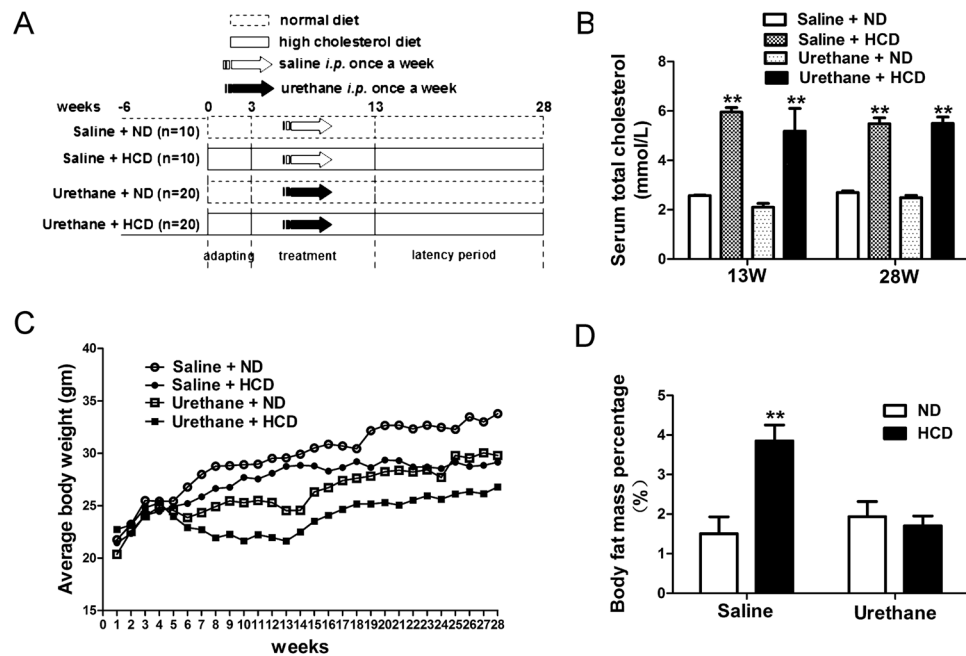 A
normal diet
high cholesterol diet
saline i.p. once a week
urethane i.p. once a week
weeks -6 0 3 13 28
Saline + ND (n=10)
Saline + HCD (n=10)
Urethane + ND (n=20)
Urethane + HCD (n=20)
adapting treatment latency period
B
Saline + ND
Saline + HCD
Urethane + ND
Urethane + HCD
Serum total cholesterol
(mmol/L)
8
6
4
2
0
** ** ** **
13W 28W
C
Average body weight (gm)
40
35
30
25
20
15
Saline + ND
Saline + HCD
Urethane + ND
Urethane + HCD
0 1 2 3 4 5 6 7 8 9 10 11 12 13 14 15 16 17 18 19 20 21 22 23 24 25 26 27 28
weeks
D
Body fat mass percentage
(%)
5
4
3
2
1
0
**
ND
HCD
Saline Urethane